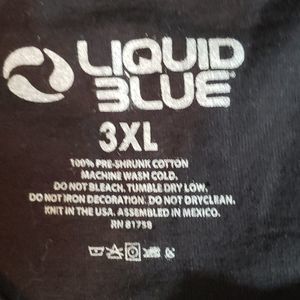 LIQUID
BLUE
3XL
100% PRE-SHRUNK COTTON
MACHINE WASH COLD.
DO NOT BLEACH. TUMBLE DRY LOW.
DO NOT IRON DECORATION. DO NOT DRYCLEAN.
KNIT IN THE USA. ASSEMBLED IN MEXICO.
RN 81758